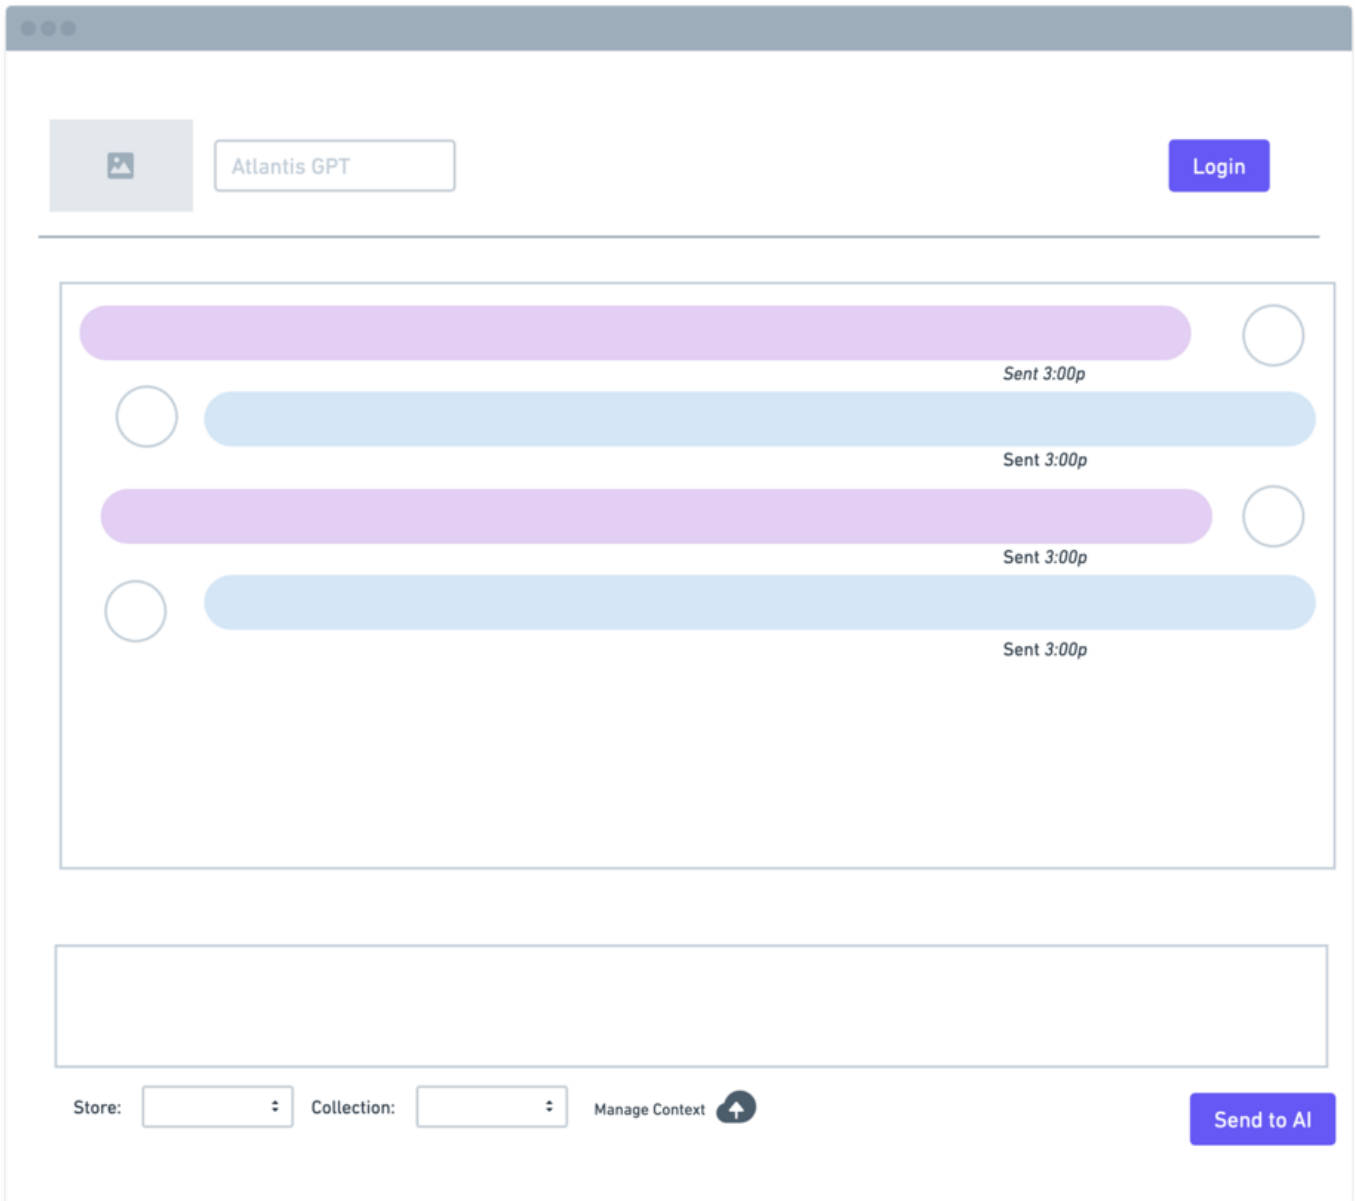 Atlantis GPT
Login
Sent 3:00p
Sent 3:00p
Sent 3:00p
Sent 3:00p
Store:
Collection:
Manage Context
Send to AI